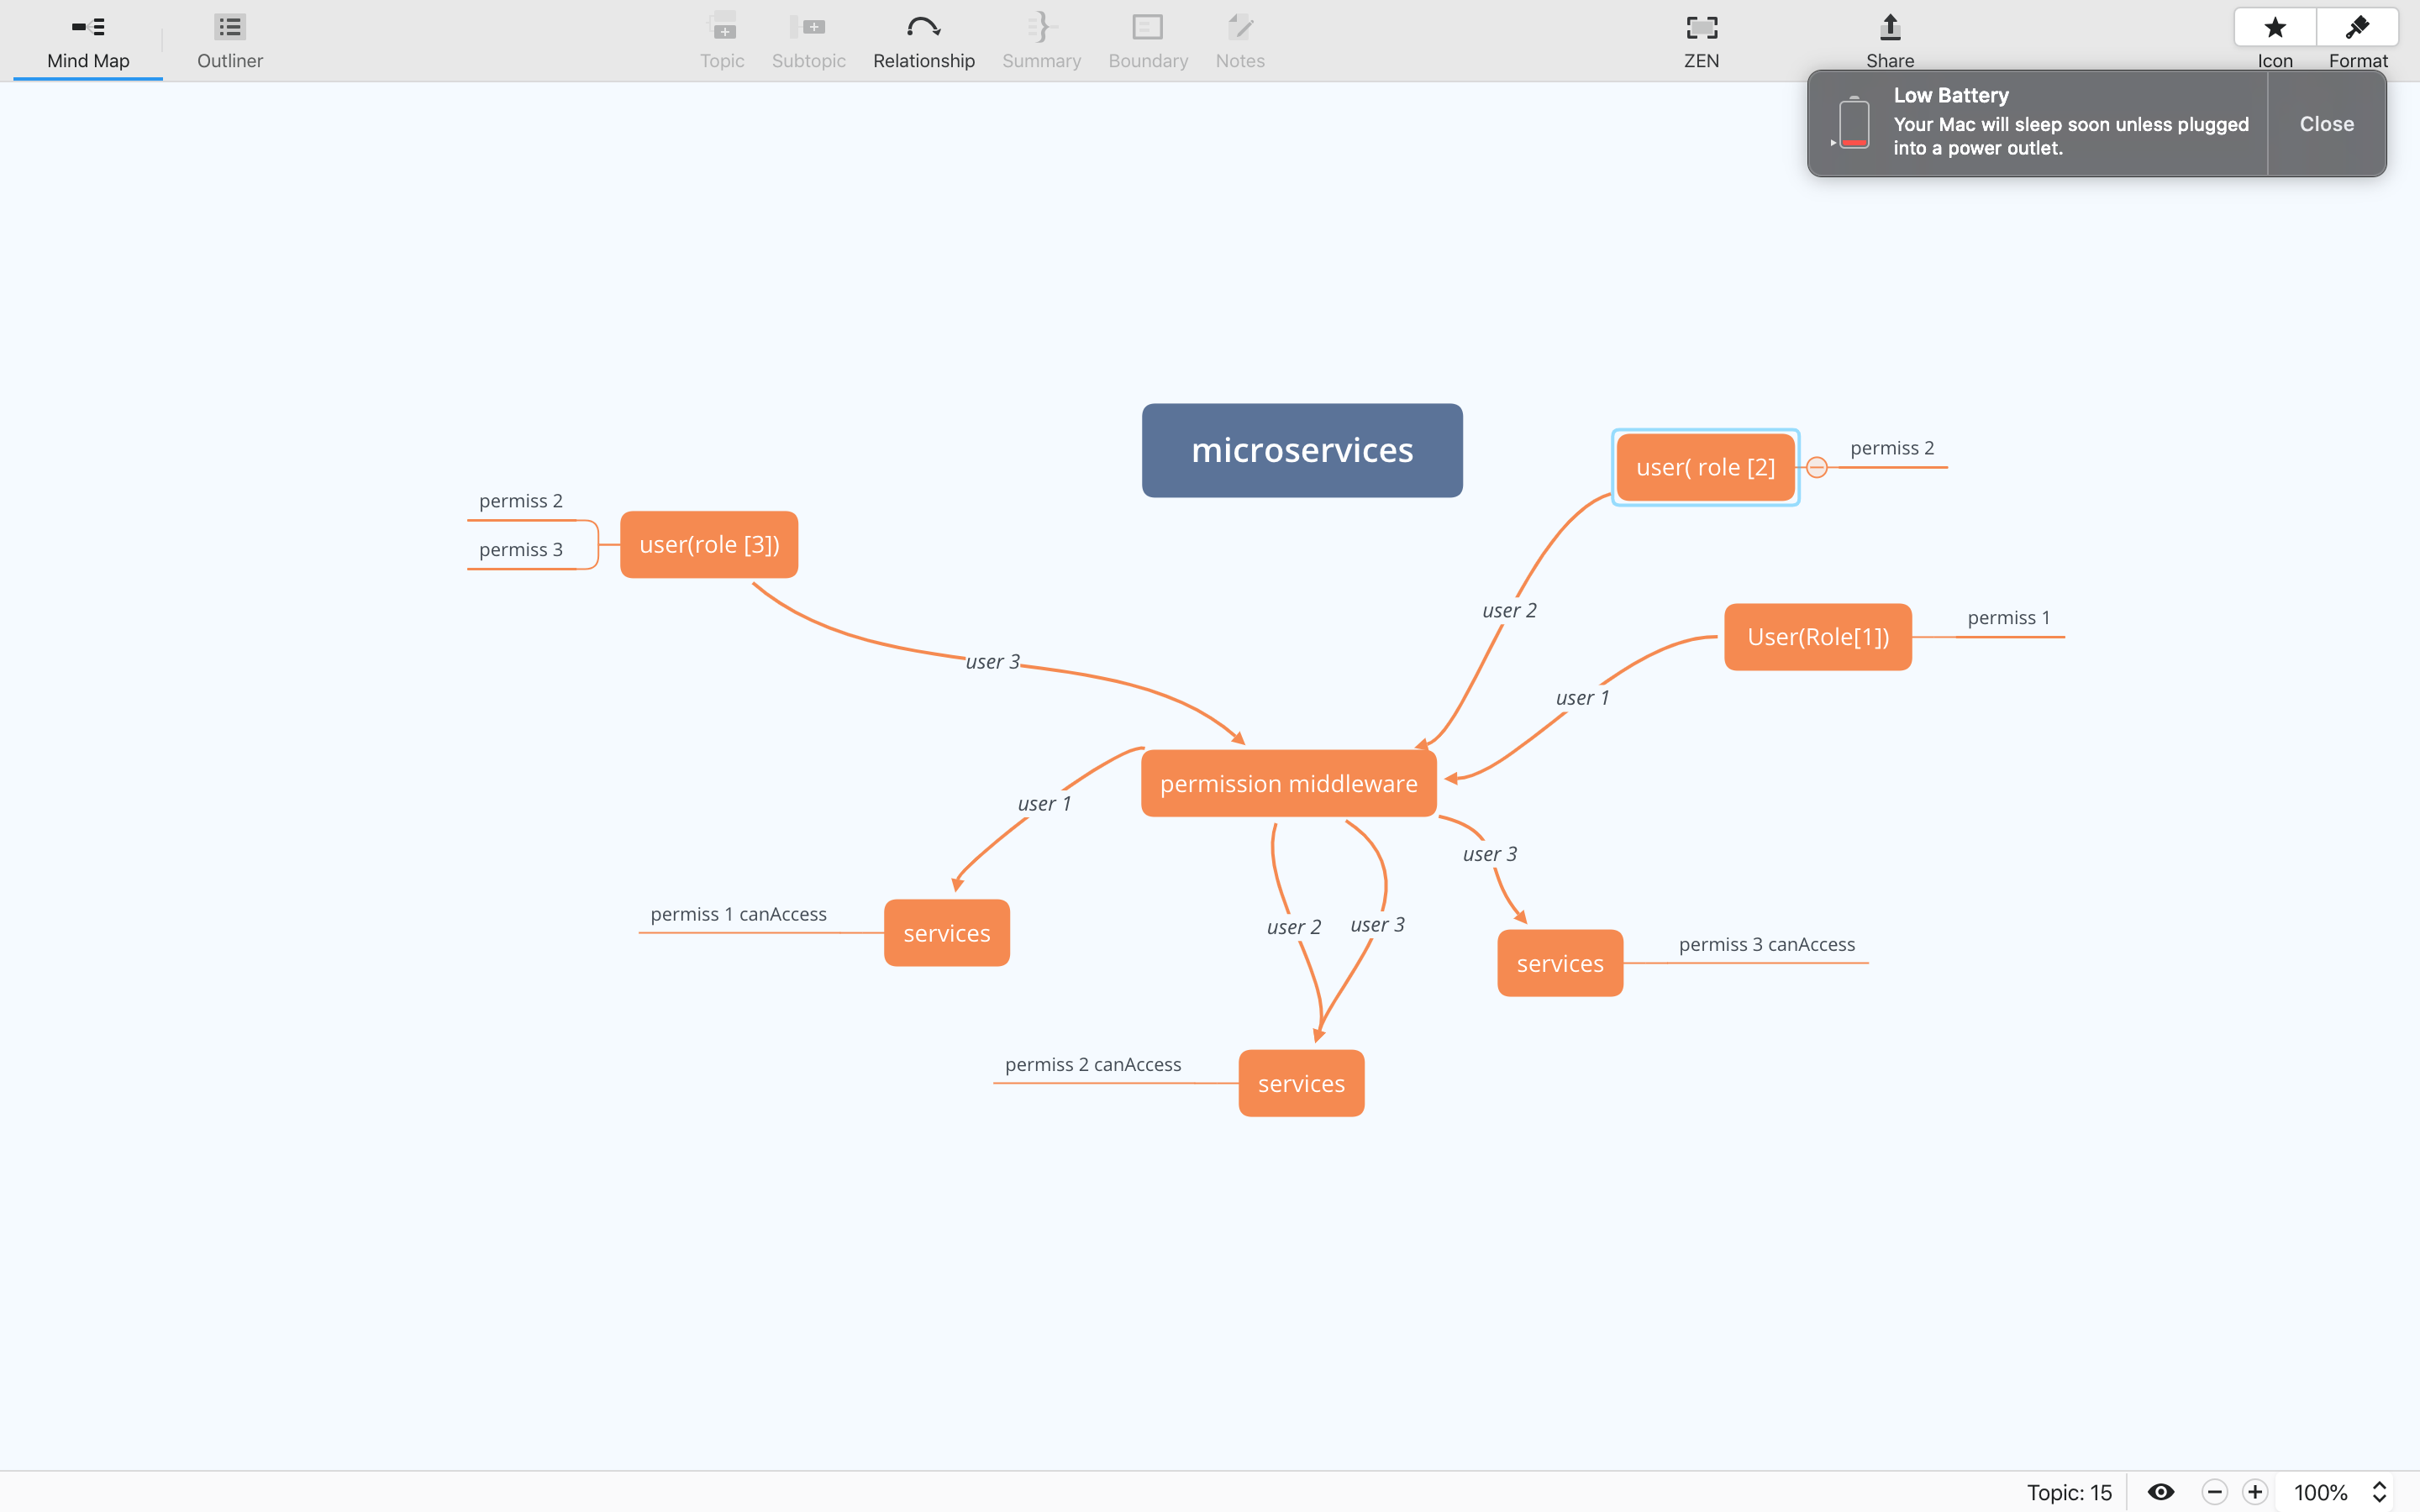 Mind Map
Outliner
Topic
Subtopic
Relationship
Summary
Boundary
Notes
ZEN
Share
Icon
Format
Low Battery
Your Mac will sleep soon unless plugged
into a power outlet.
Close
microservices
user( role [2]
permiss 2
permiss 2
permiss 3
user(role [3])
User(Role[1])
permiss 1
user 2
user 3
user 1
permission middleware
user 1
user 3
permiss 1 canAccess
services
user 2
user 3
services
permiss 3 canAccess
permiss 2 canAccess
services
Topic: 15
100%